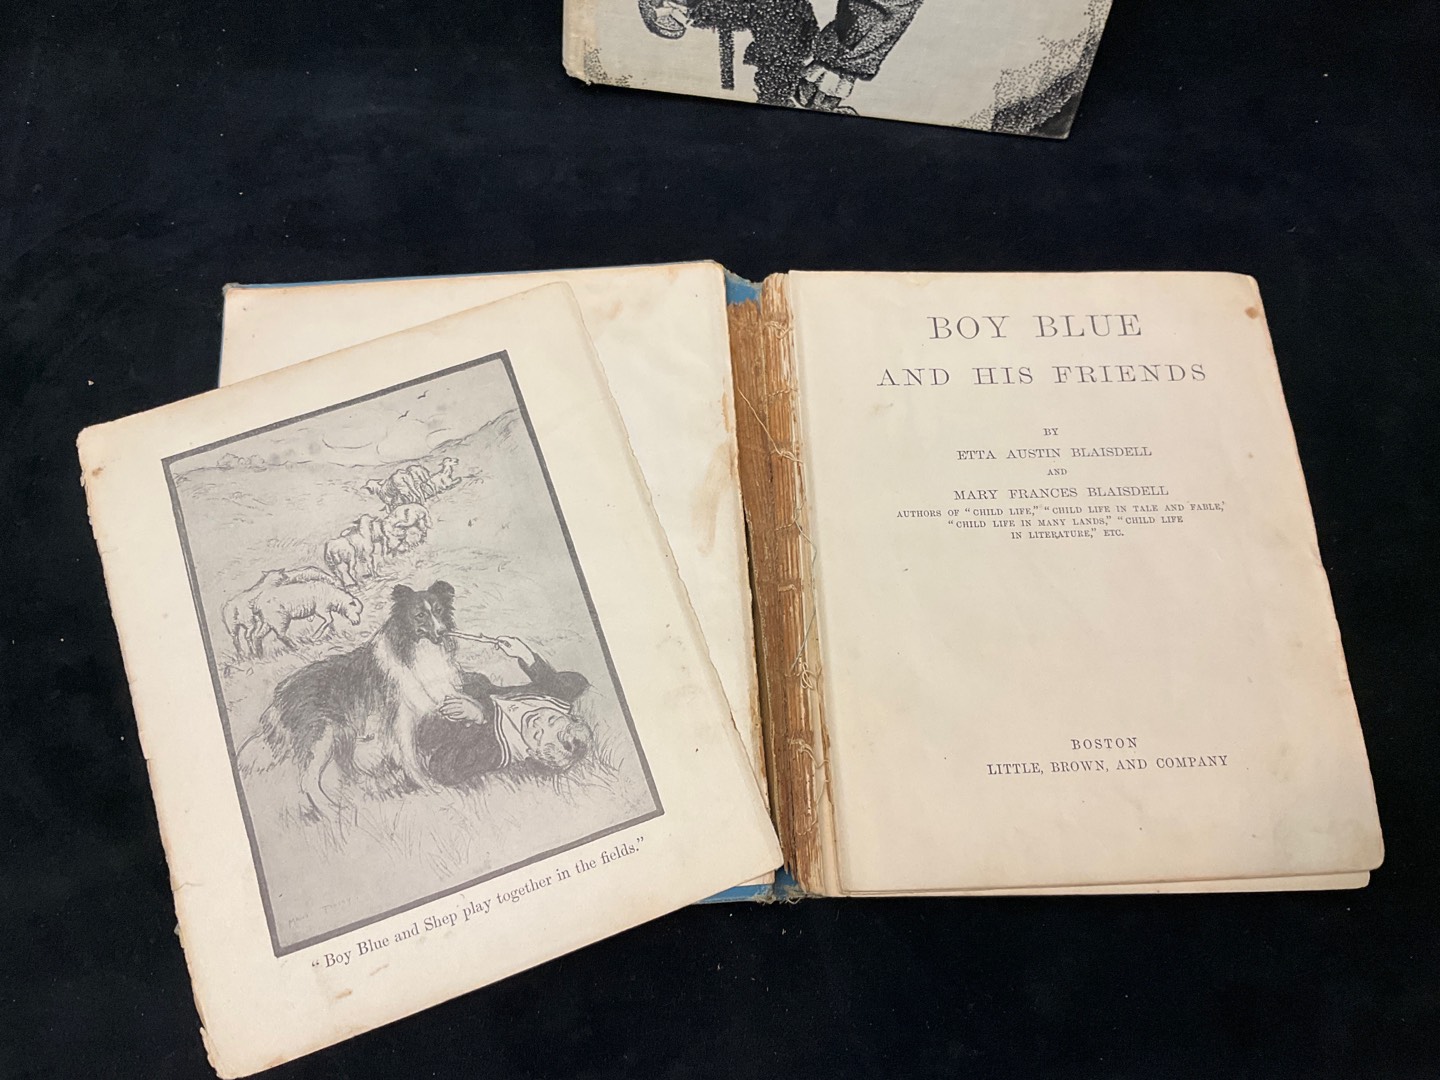 "Boy Blue and Shep play together in the fields."
BOY BLUE
AND HIS FRIENDS
BY
ETTA AUSTIN BLAISDELL
AND
MARY FRANCES BLAISDELL
AUTHORS OF "CHILD LIFE," "CHILD LIFE IN TALE AND FABLE,'
"CHILD LIFE IN MANY LANDS," "CHILD LIFE
IN LITERATURE," ETC.
BOSTON
LITTLE, BROWN, AND COMPANY